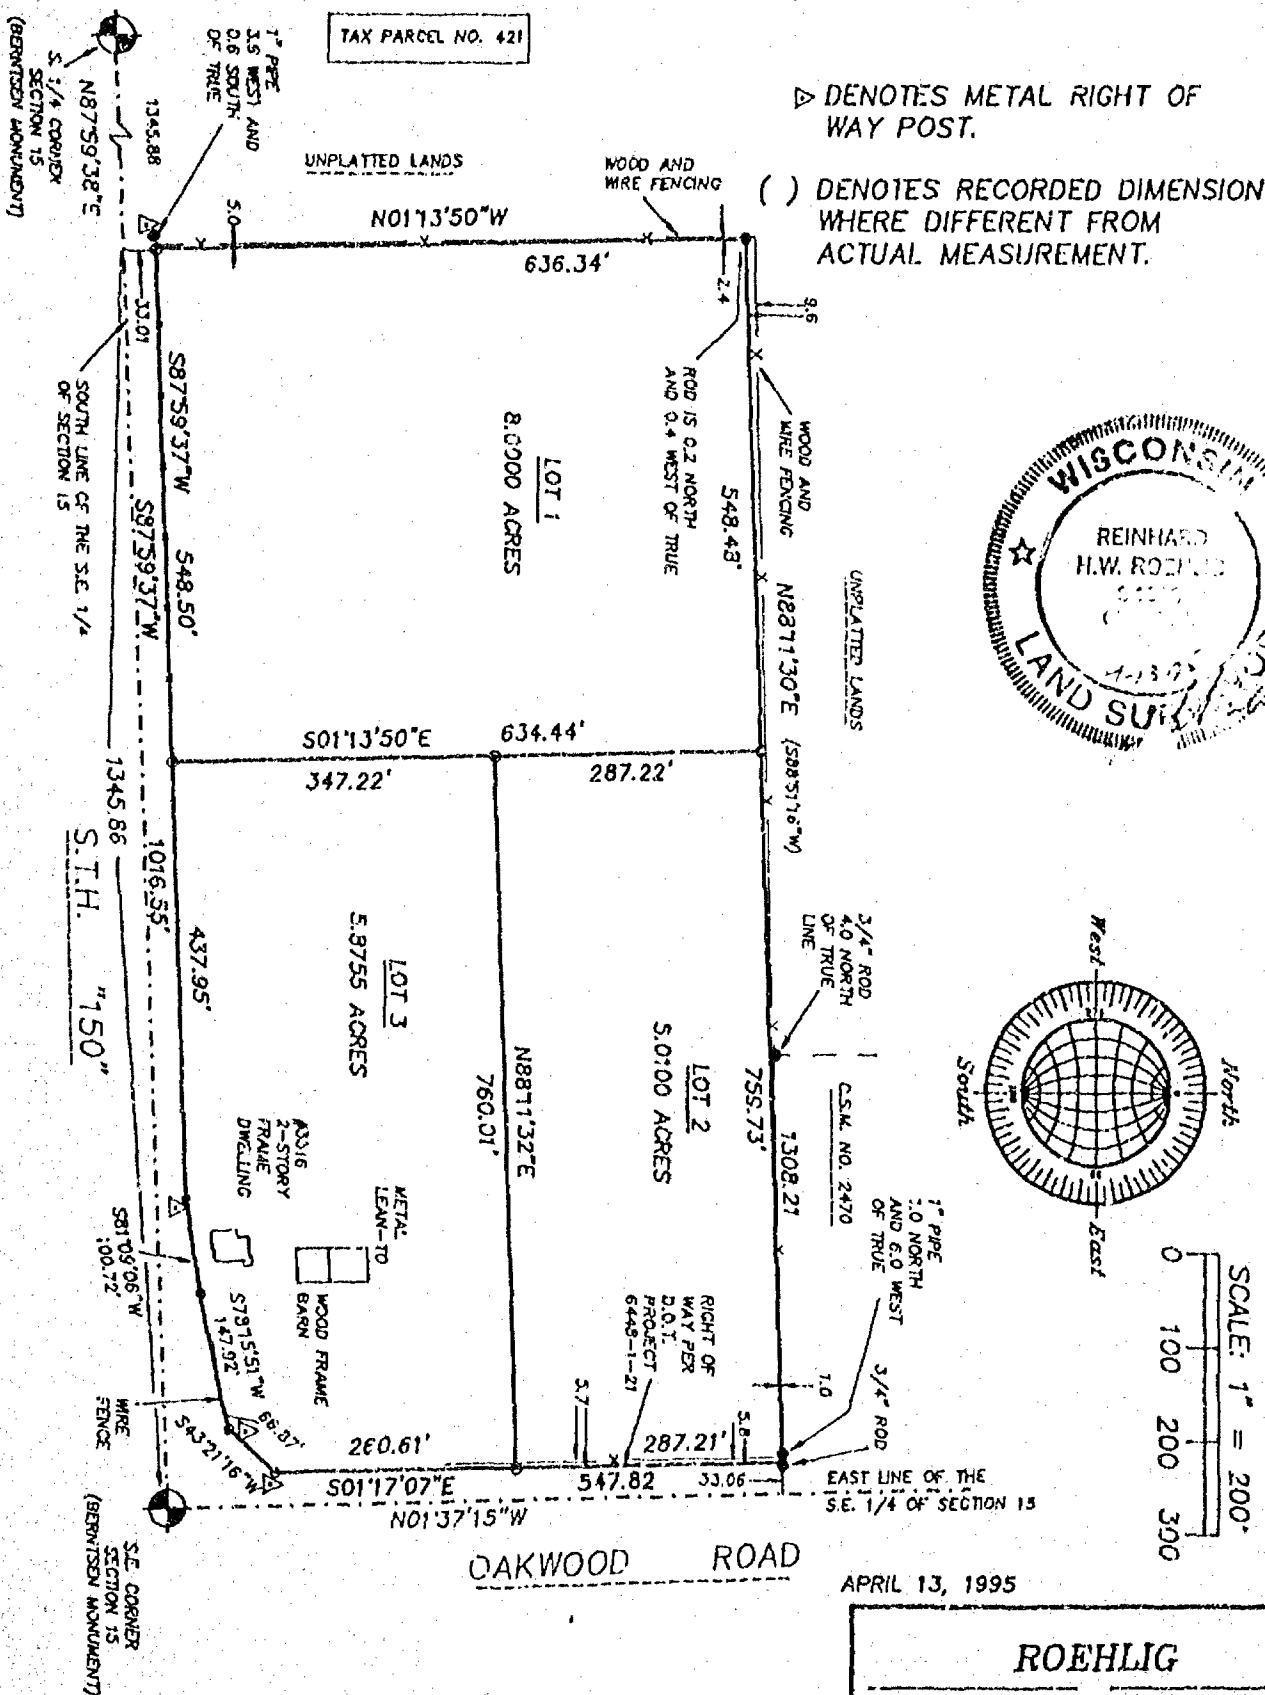 TAX PARCEL NO. 421
DENOTES METAL RIGHT OF
WAY POST.
( ) DENOTES RECORDED DIMENSION
WHERE DIFFERENT FROM
ACTUAL MEASUREMENT.
S. 1/4 CORNER
SECTION 15
(BERNTSEN MONUMENT)
N87°59'38"E
1345.88
1" PIPE
3.5 WEST AND
0.6 SOUTH
OF TRUE
UNPLATTED LANDS
WOOD AND
WIRE FENCING
5.0
N01°13'50"W
636.34'
2.4
9.6
33.01
SOUTH LINE OF THE S.E. 1/4
OF SECTION 15
S87°59'37"W
548.50'
S87°59'37"W
1016.55'
LOT 1
8.0000 ACRES
ROD IS 0.2 NORTH
AND 0.4 WEST OF TRUE
548.48'
WOOD AND
WIRE FENCING
N88°11'30"E
(S88°51'16"W)
UNPLATTED LANDS
WISCONSIN
REINHARD
H.W.
LAND
S01°13'50"E
634.44'
347.22'
287.22'
1345.86
S.T.H. "150"
437.95'
LOT 3
5.8755 ACRES
N88°11'32"E
760.01'
LOT 2
5.0100 ACRES
3/4" ROD
4.0 NORTH
OF TRUE
LINE
755.73'
1308.21
C.S.M. NO. 2470
1" PIPE
1.0 NORTH
AND 6.0 WEST
OF TRUE
3/4" ROD
West
North
South
East
SCALE: 1" = 200'
0 100 200 300
#3316
2-STORY
FRAME
DWELLING
METAL
LEAN-TO
WOOD FRAME
BARN
RIGHT OF
WAY PER
D.O.T.
PROJECT
6448-1-21
S81°09'06"W
100.72'
S78°15'51"W
147.92'
WIRE
FENCE
66.87'
S43°21'16"W
260.61'
S01°17'07"E
5.7
547.82
287.21'
5.8
1.0
33.06
EAST LINE OF THE
S.E. 1/4 OF SECTION 15
N01°37'15"W
OAKWOOD ROAD
S.E. CORNER
SECTION 15
(BERNTSEN MONUMENT)
APRIL 13, 1995
ROEHLIG